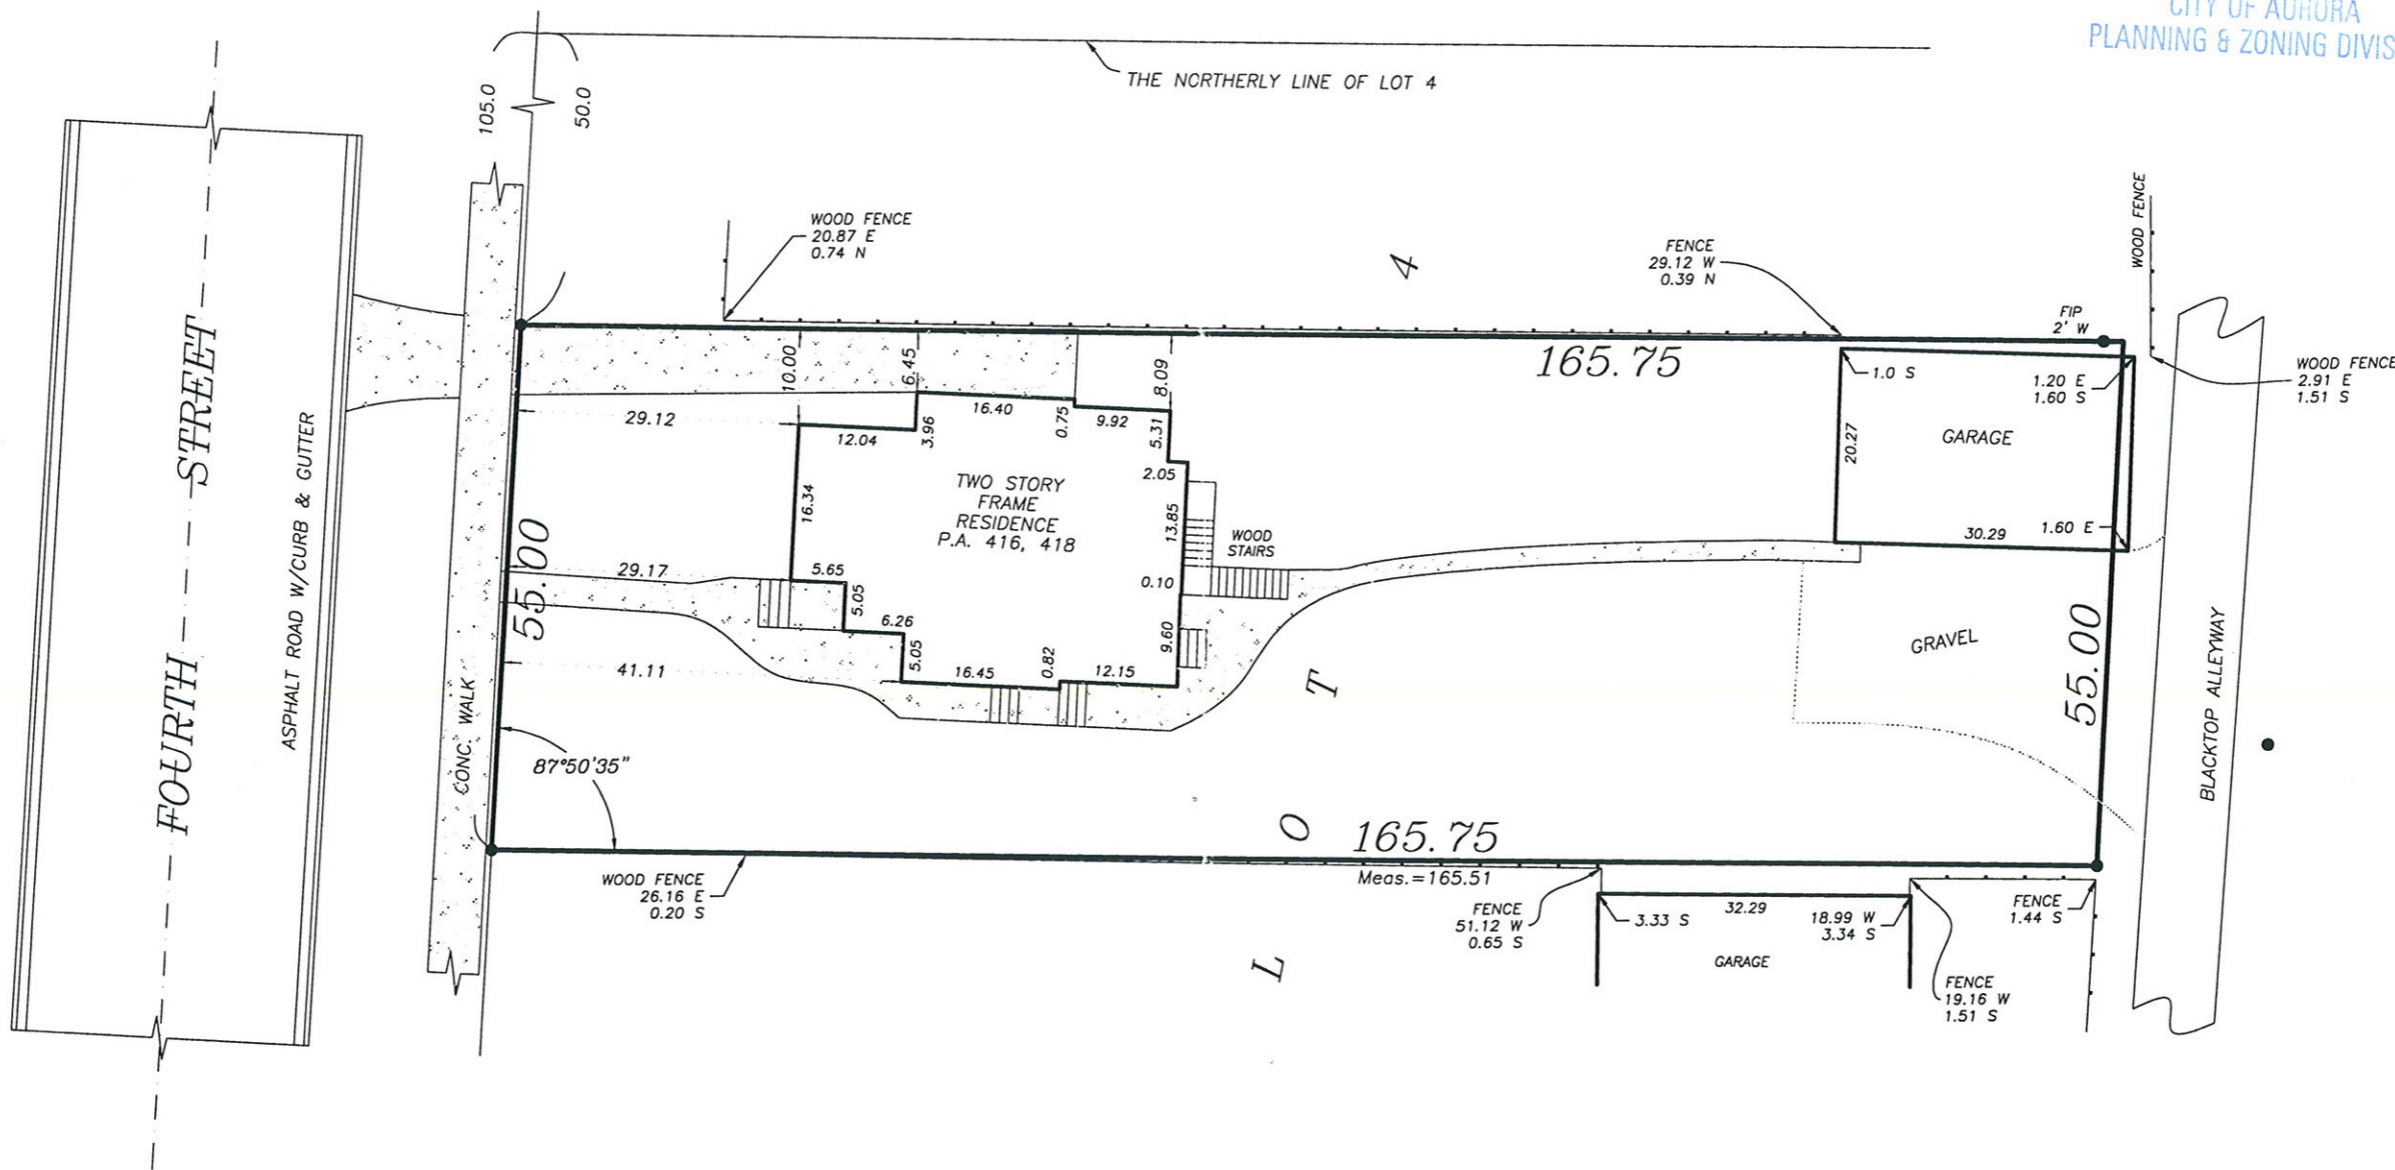 CITY OF AURORA
PLANNING & ZONING
THE NORTHERLY LINE OF LOT 4
105.0
50.0
WOOD FENCE
20.87 E
0.74 N
4
FENCE
29.12 W
0.39 N
WOOD FENCE
FIP
2' W
WOOD FENCE
2.91 E
1.51 S
FOURTH STREET
ASPHALT ROAD W/CURB & GUTTER
CONC. WALK
165.75
1.0 S
1.20 E
1.60 S
GARAGE
20.27
30.29
1.60 E
10.00
6.45
8.09
29.12
12.04
3.96
16.40
0.75
9.92
5.31
2.05
TWO STORY
FRAME
RESIDENCE
P.A. 416, 418
16.34
13.85
WOOD
STAIRS
55.00
29.17
5.65
5.05
0.10
6.26
5.05
9.60
41.11
16.45
0.82
12.15
GRAVEL
55.00
BLACKTOP ALLEYWAY
87°50'35"
T
O
L
165.75
Meas.=165.51
WOOD FENCE
26.16 E
0.20 S
FENCE
51.12 W
0.65 S
3.33 S
32.29
18.99 W
3.34 S
GARAGE
FENCE
1.44 S
FENCE
19.16 W
1.51 S